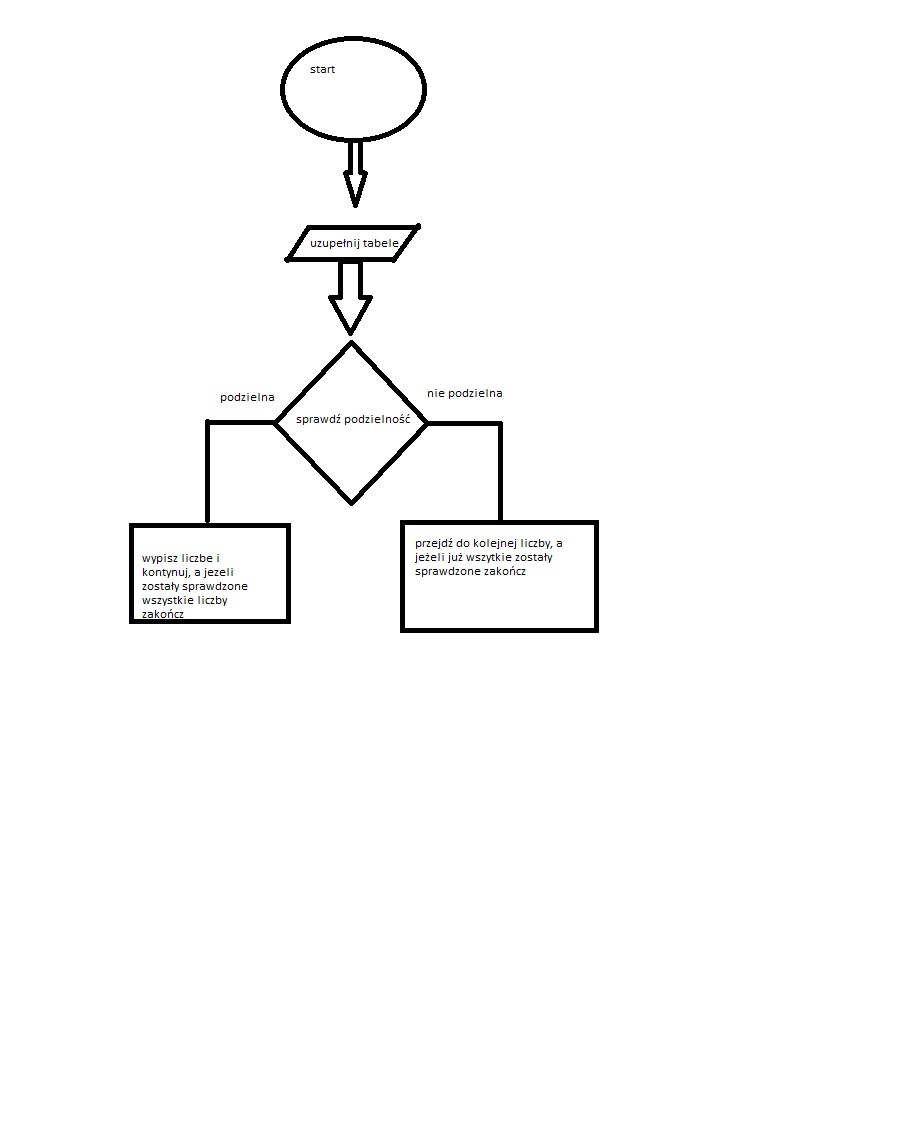 start
uzupełnij tabele
podzielna
nie podzielna
sprawdź podzielność
wypisz liczbe i
kontynuj, a jezeli
zostały sprawdzone
wszystkie liczby
zakończ
przejdź do kolejnej liczby, a
jeżeli już wszytkie zostały
sprawdzone zakończ